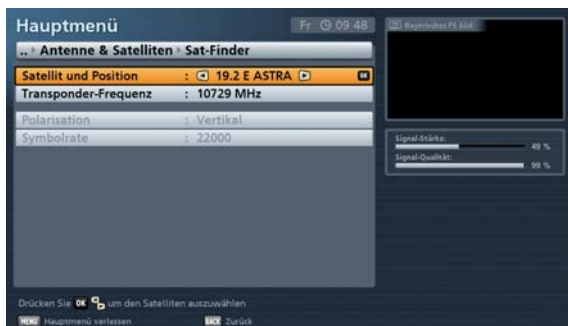 Hauptmenü
Fr 09 48
.. Antenne & Satelliten Sat-Finder
Satellit und Position : 19.2 E ASTRA OK
Transponder-Frequenz : 10729 MHz
Polarisation : Vertikal
Symbolrate : 22000
Bayerisches FS Süd
Signal-Stärke:
49 %
Signal-Qualität:
99 %
Drücken Sie OK um den Satelliten auszuwählen
MENU Hauptmenü verlassen BACK Zurück